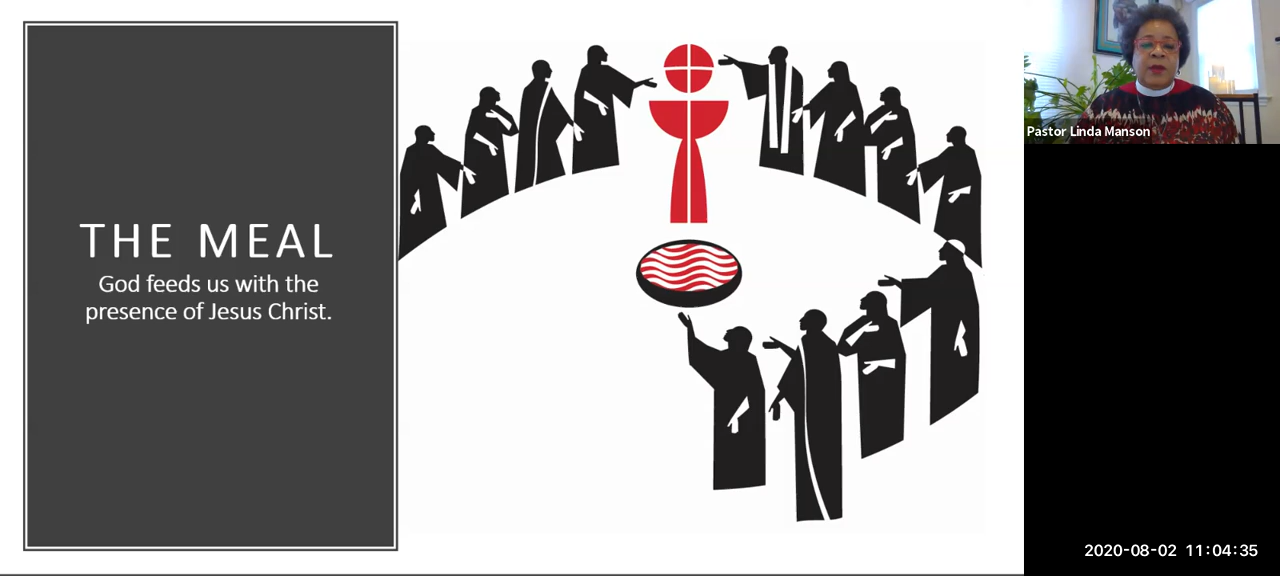 THE MEAL
God feeds us with the
presence of Jesus Christ.
Pastor Linda Manson
2020-08-02 11:04:35